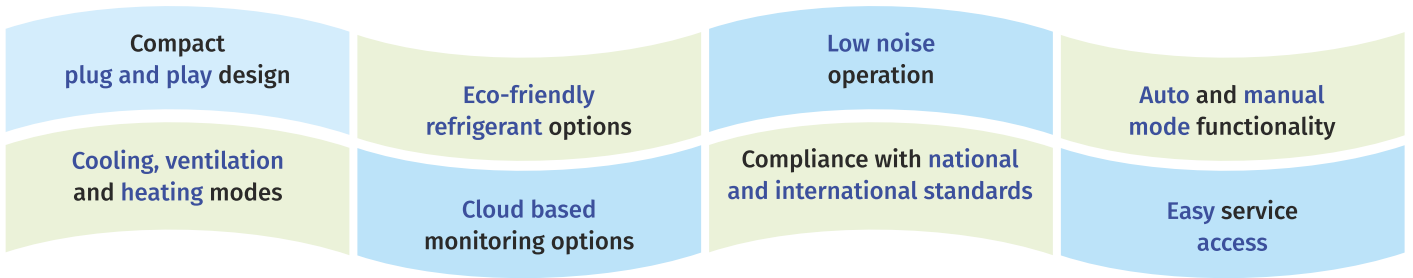 Compact
plug and play design
Eco-friendly
refrigerant options
Low noise
operation
Auto and manual
mode functionality
Cooling, ventilation
and heating modes
Cloud based
monitoring options
Compliance with national
and international standards
Easy service
access